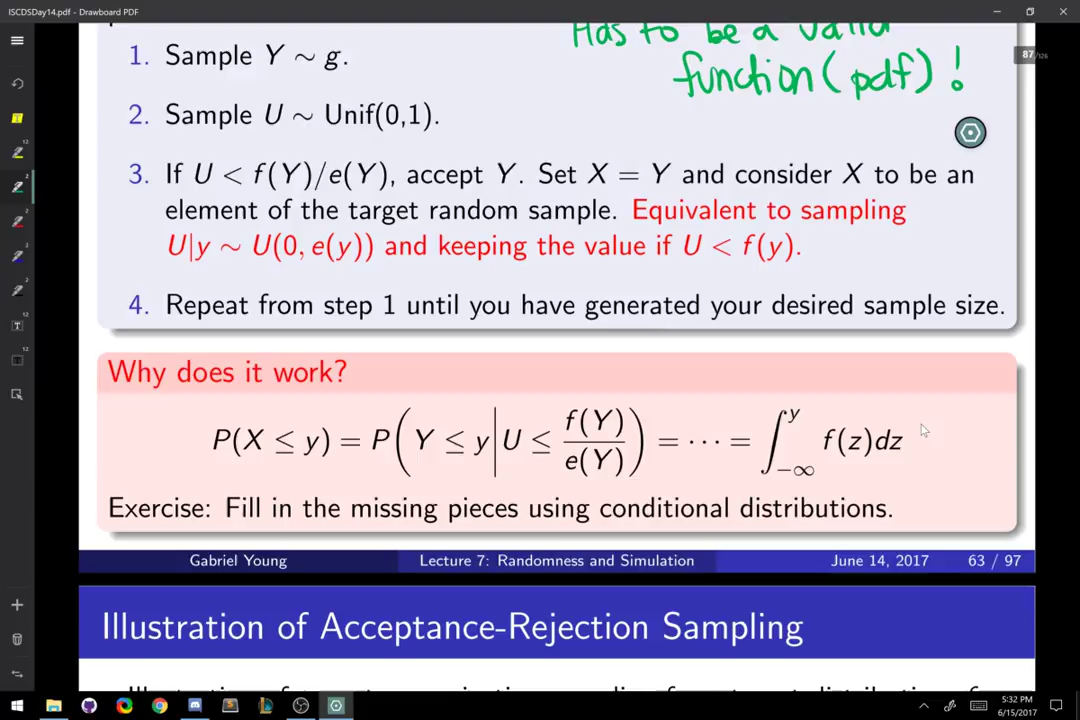 ISCDSDay14.pdf - Drawboard PDF
Has to be a valid
function(pdf)!
87/126
1. Sample Y ∼ g.
2. Sample U ∼ Unif(0,1).
3. If U < f(Y)/e(Y), accept Y. Set X = Y and consider X to be an
element of the target random sample. Equivalent to sampling
U|y ∼ U(0, e(y)) and keeping the value if U < f(y).
4. Repeat from step 1 until you have generated your desired sample size.
Why does it work?
P(X ≤ y) = P(Y ≤ y | U ≤ f(Y)/e(Y)) = ⋯ = ∫_{-∞}^{y} f(z)dz
Exercise: Fill in the missing pieces using conditional distributions.
Gabriel Young Lecture 7: Randomness and Simulation June 14, 2017 63 / 97
Illustration of Acceptance-Rejection Sampling
5:32 PM
6/15/2017